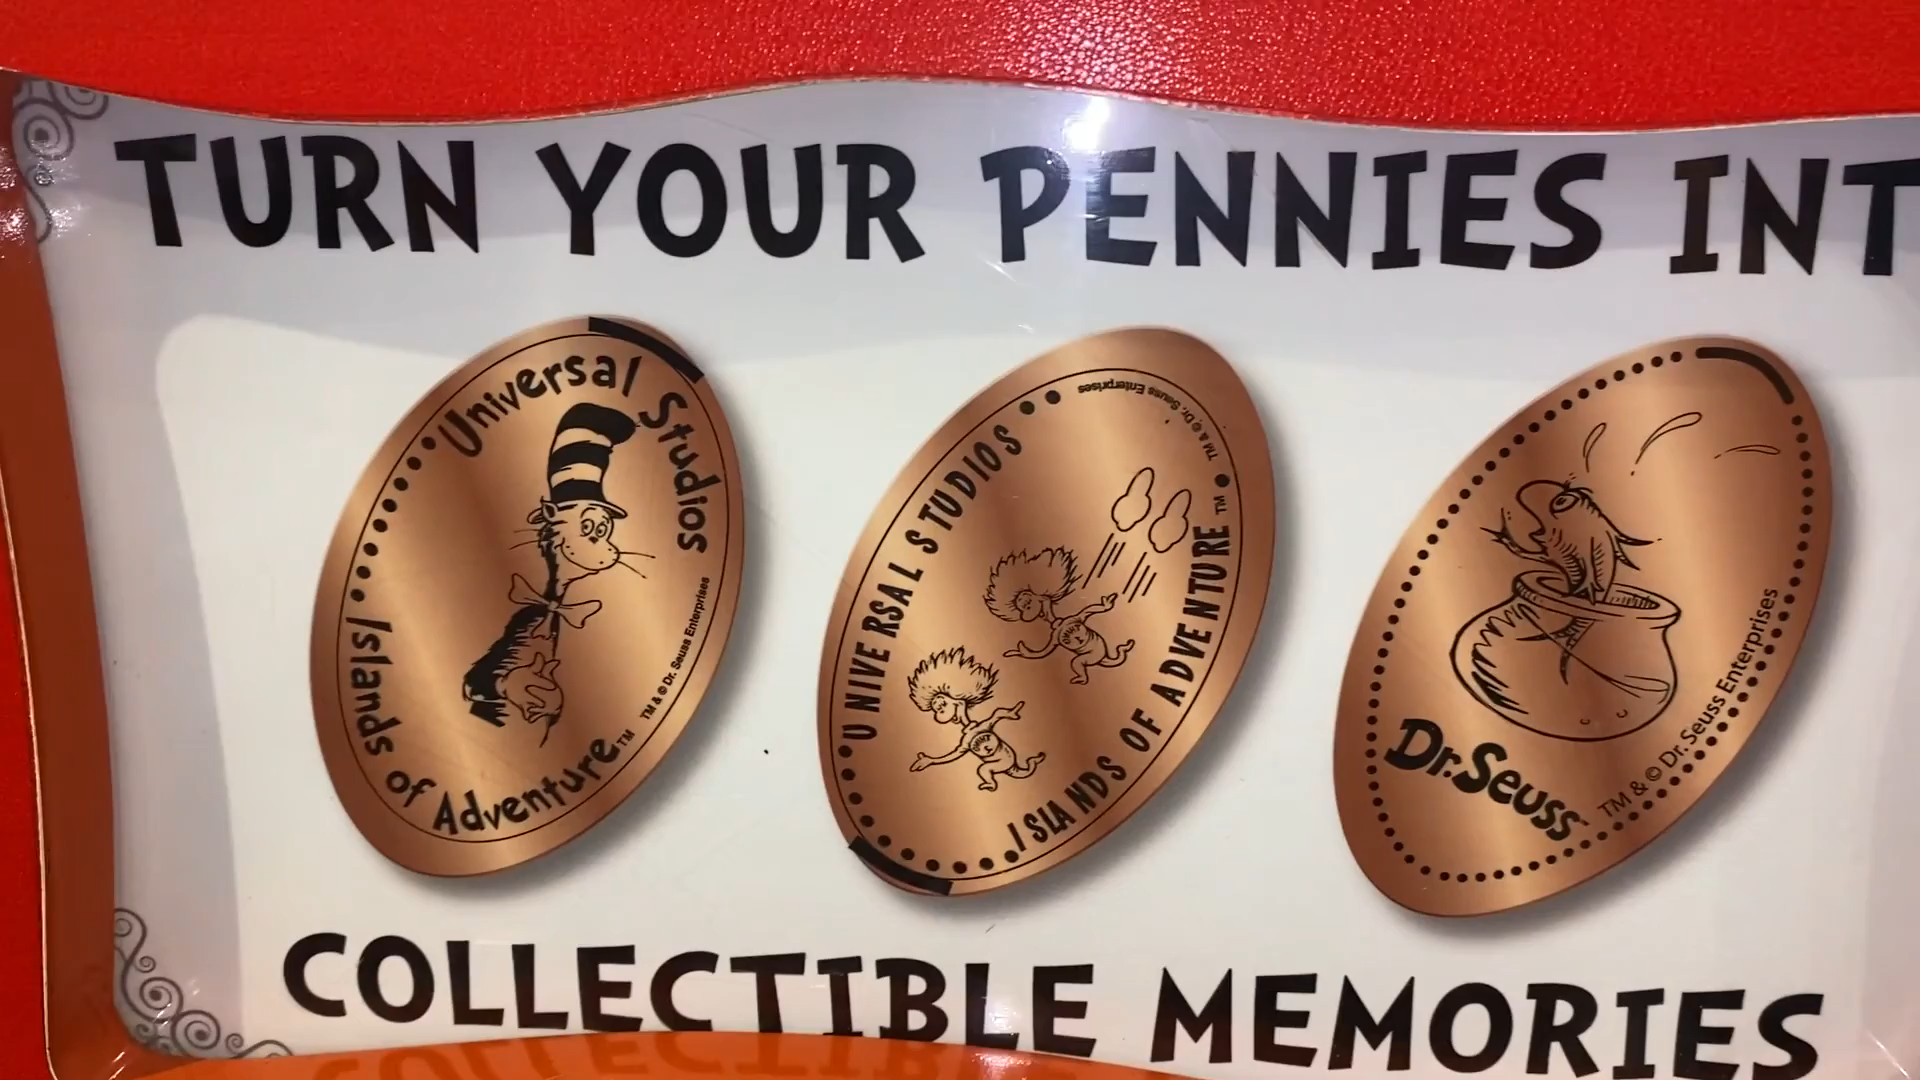 TURN YOUR PENNIES INT
Universal Studios
Islands of Adventure™
TM & © Dr. Seuss Enterprises
UNIVERSAL STUDIOS
ISLANDS OF ADVENTURE™
TM & © Dr. Seuss Enterprises
Dr. Seuss
TM & © Dr. Seuss Enterprises
COLLECTIBLE MEMORIES